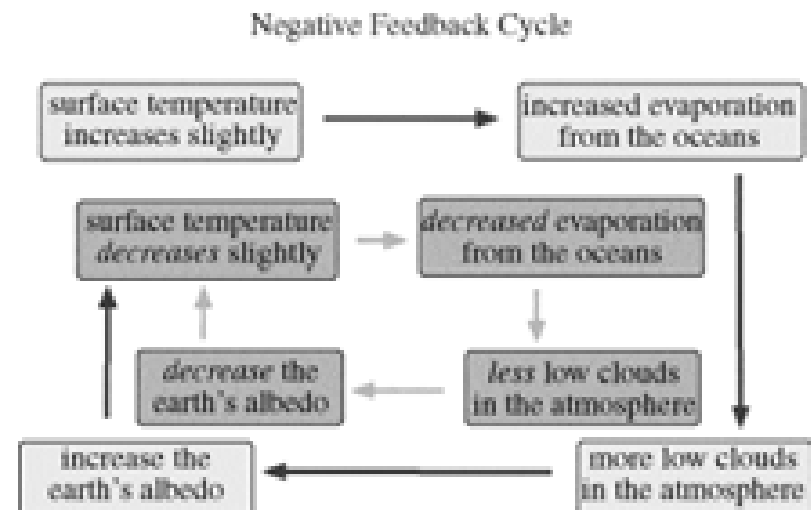 Negative Feedback Cycle
surface temperature
increases slightly
increased evaporation
from the oceans
surface temperature
decreases slightly
decreased evaporation
from the oceans
decrease the
earth's albedo
less low clouds
in the atmosphere
increase the
earth's albedo
more low clouds
in the atmosphere